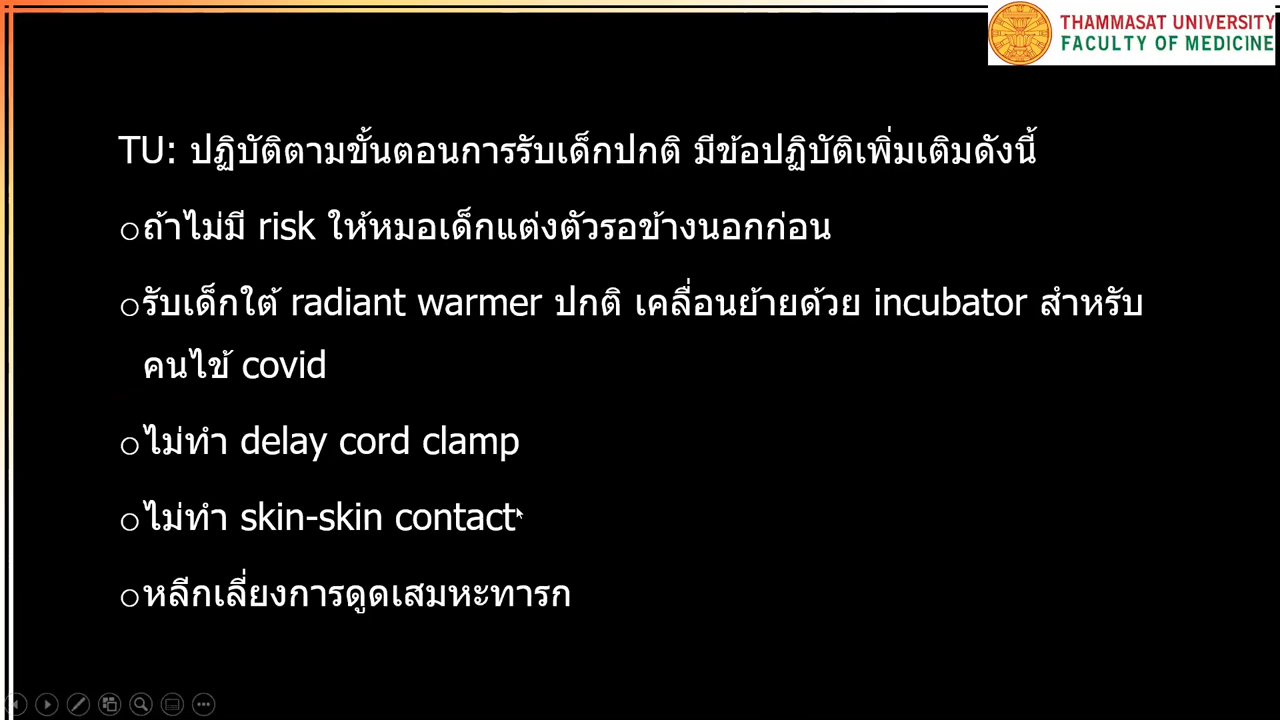 THAMMASAT UNIVERSITY
FACULTY OF MEDICINE
TU: ปฏิบัติตามขั้นตอนการรับเด็กปกติ มีข้อปฏิบัติเพิ่มเติมดังนี้
ถ้าไม่มี risk ให้หมอเด็กแต่งตัวรอข้างนอกก่อน
รับเด็กใต้ radiant warmer ปกติ เคลื่อนย้ายด้วย incubator สำหรับ
คนไข้ covid
ไม่ทำ delay cord clamp
ไม่ทำ skin-skin contact
หลีกเลี่ยงการดูดเสมหะทารก